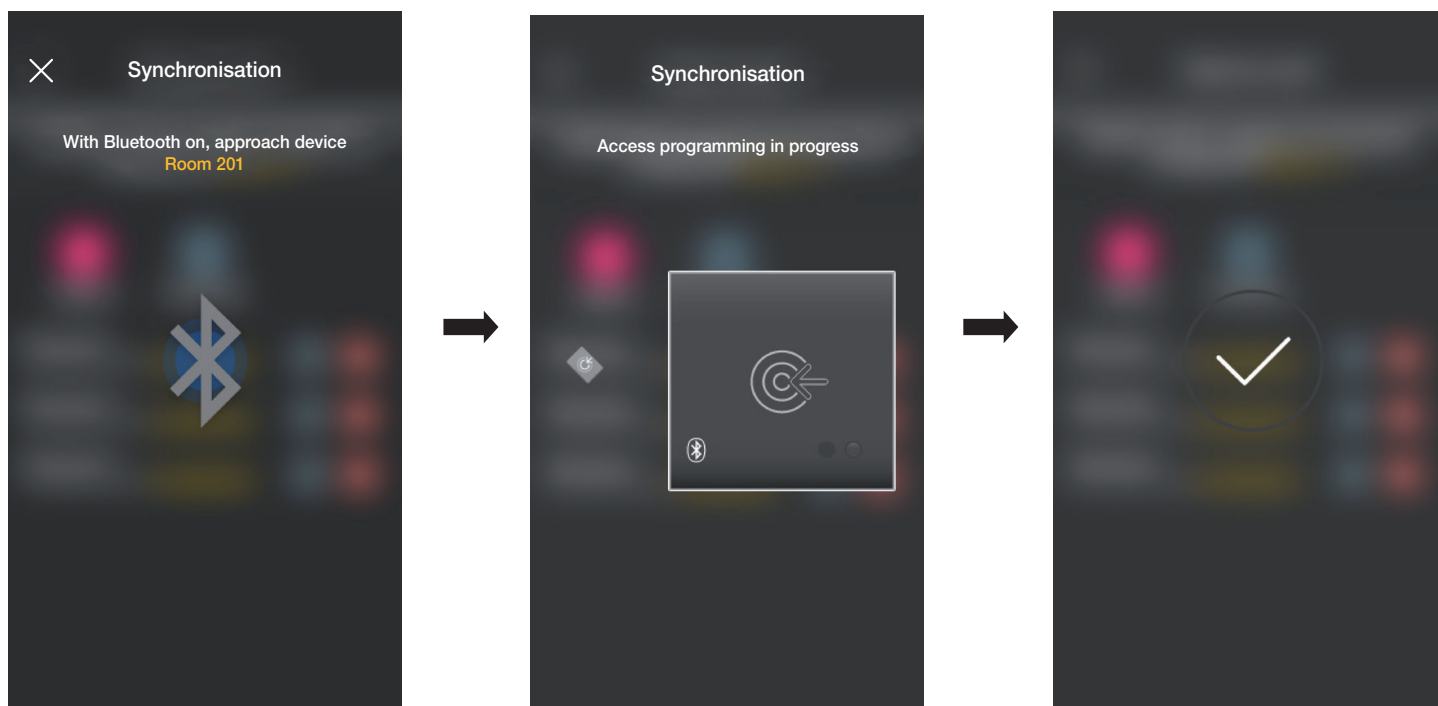 Synchronisation
With Bluetooth on, approach device
Room 201
Synchronisation
Access programming in progress